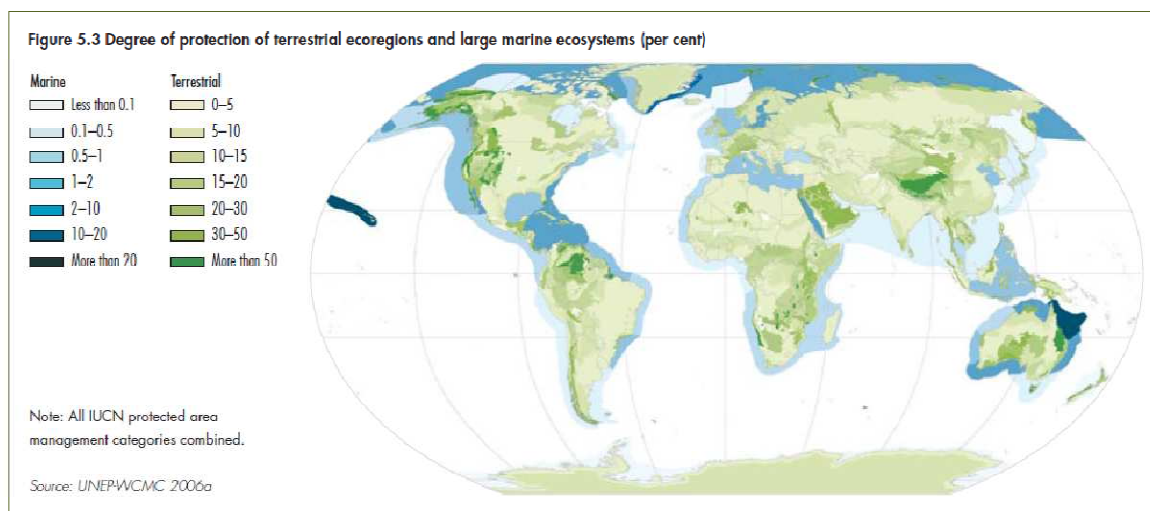 Figure 5.3 Degree of protection of terrestrial ecoregions and large marine ecosystems (per cent)
Marine Terrestrial
Less than 0.1 0–5
0.1–0.5 5–10
0.5–1 10–15
1–2 15–20
2–10 20–30
10–20 30–50
More than 20 More than 50
Note: All IUCN protected area
management categories combined.
Source: UNEP-WCMC 2006a